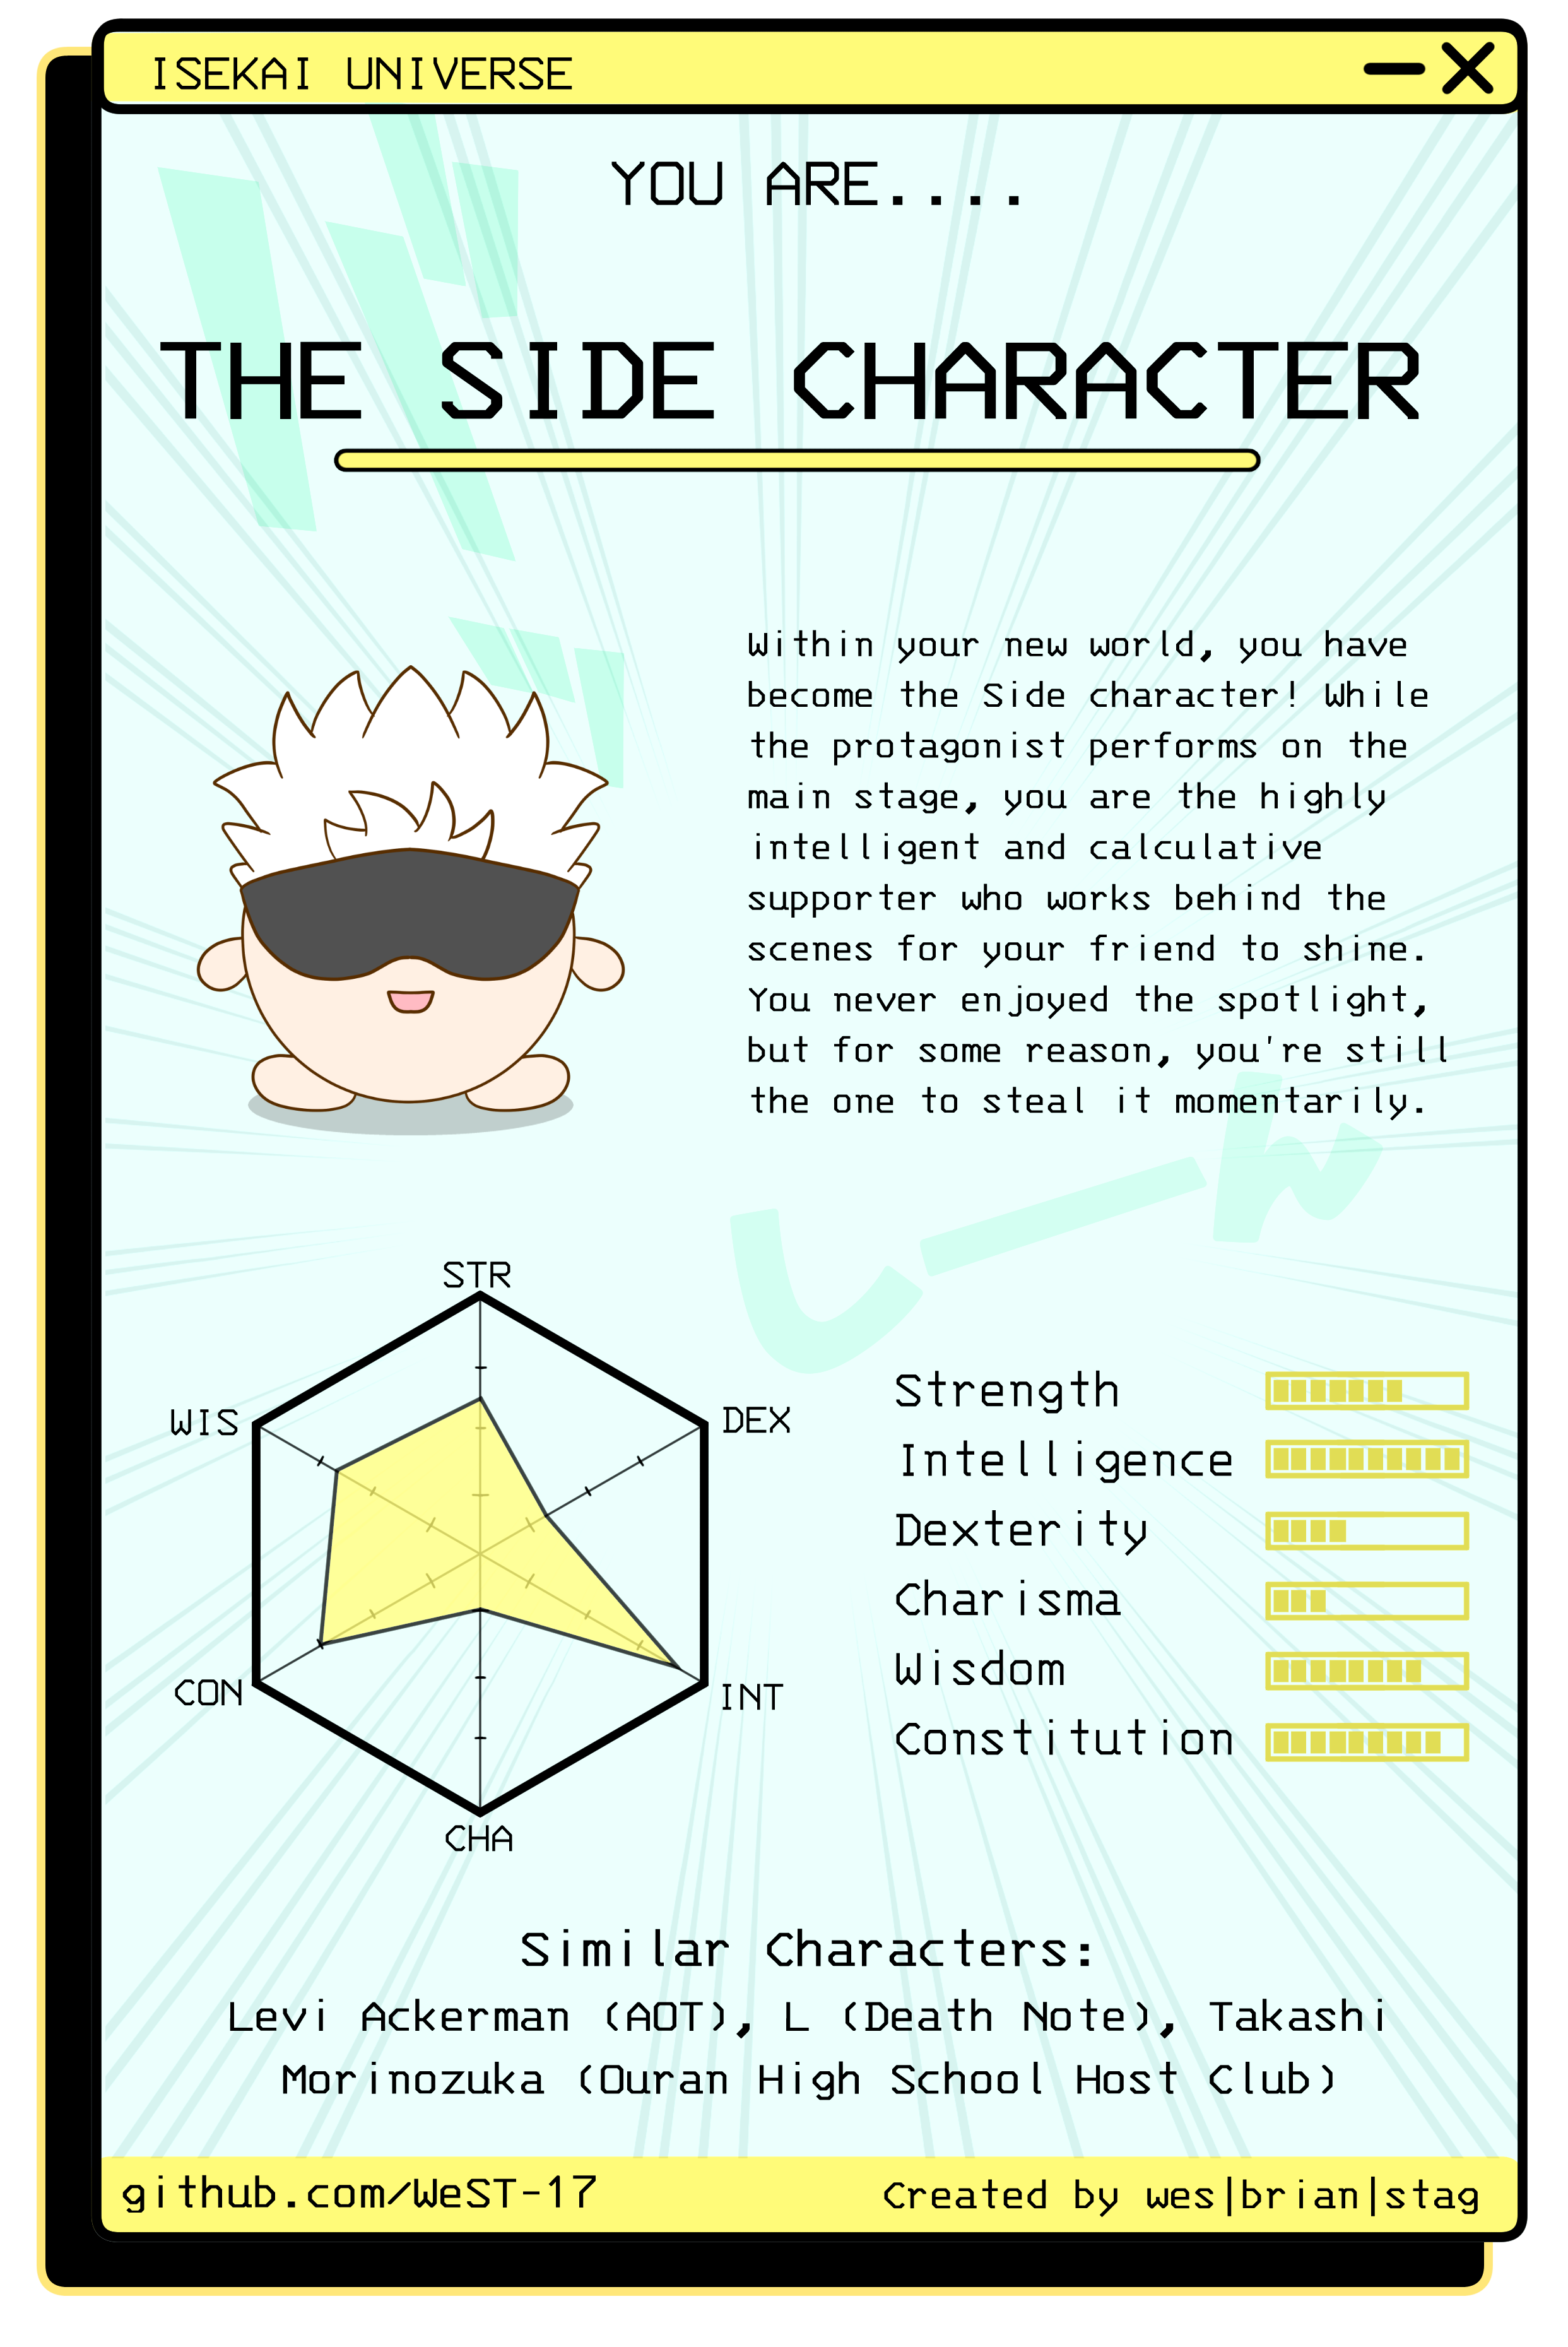 ISEKAI UNIVERSE
YOU ARE....
THE SIDE CHARACTER
Within your new world, you have
become the Side character! While
the protagonist performs on the
main stage, you are the highly
intelligent and calculative
supporter who works behind the
scenes for your friend to shine.
You never enjoyed the spotlight,
but for some reason, you're still
the one to steal it momentarily.
STR
WIS
DEX
CON
INT
CHA
Strength
Intelligence
Dexterity
Charisma
Wisdom
Constitution
Similar Characters:
Levi Ackerman (AOT), L (Death Note), Takashi
Morinozuka (Ouran High School Host Club)
github.com/WeST-17
Created by wes|brian|stag